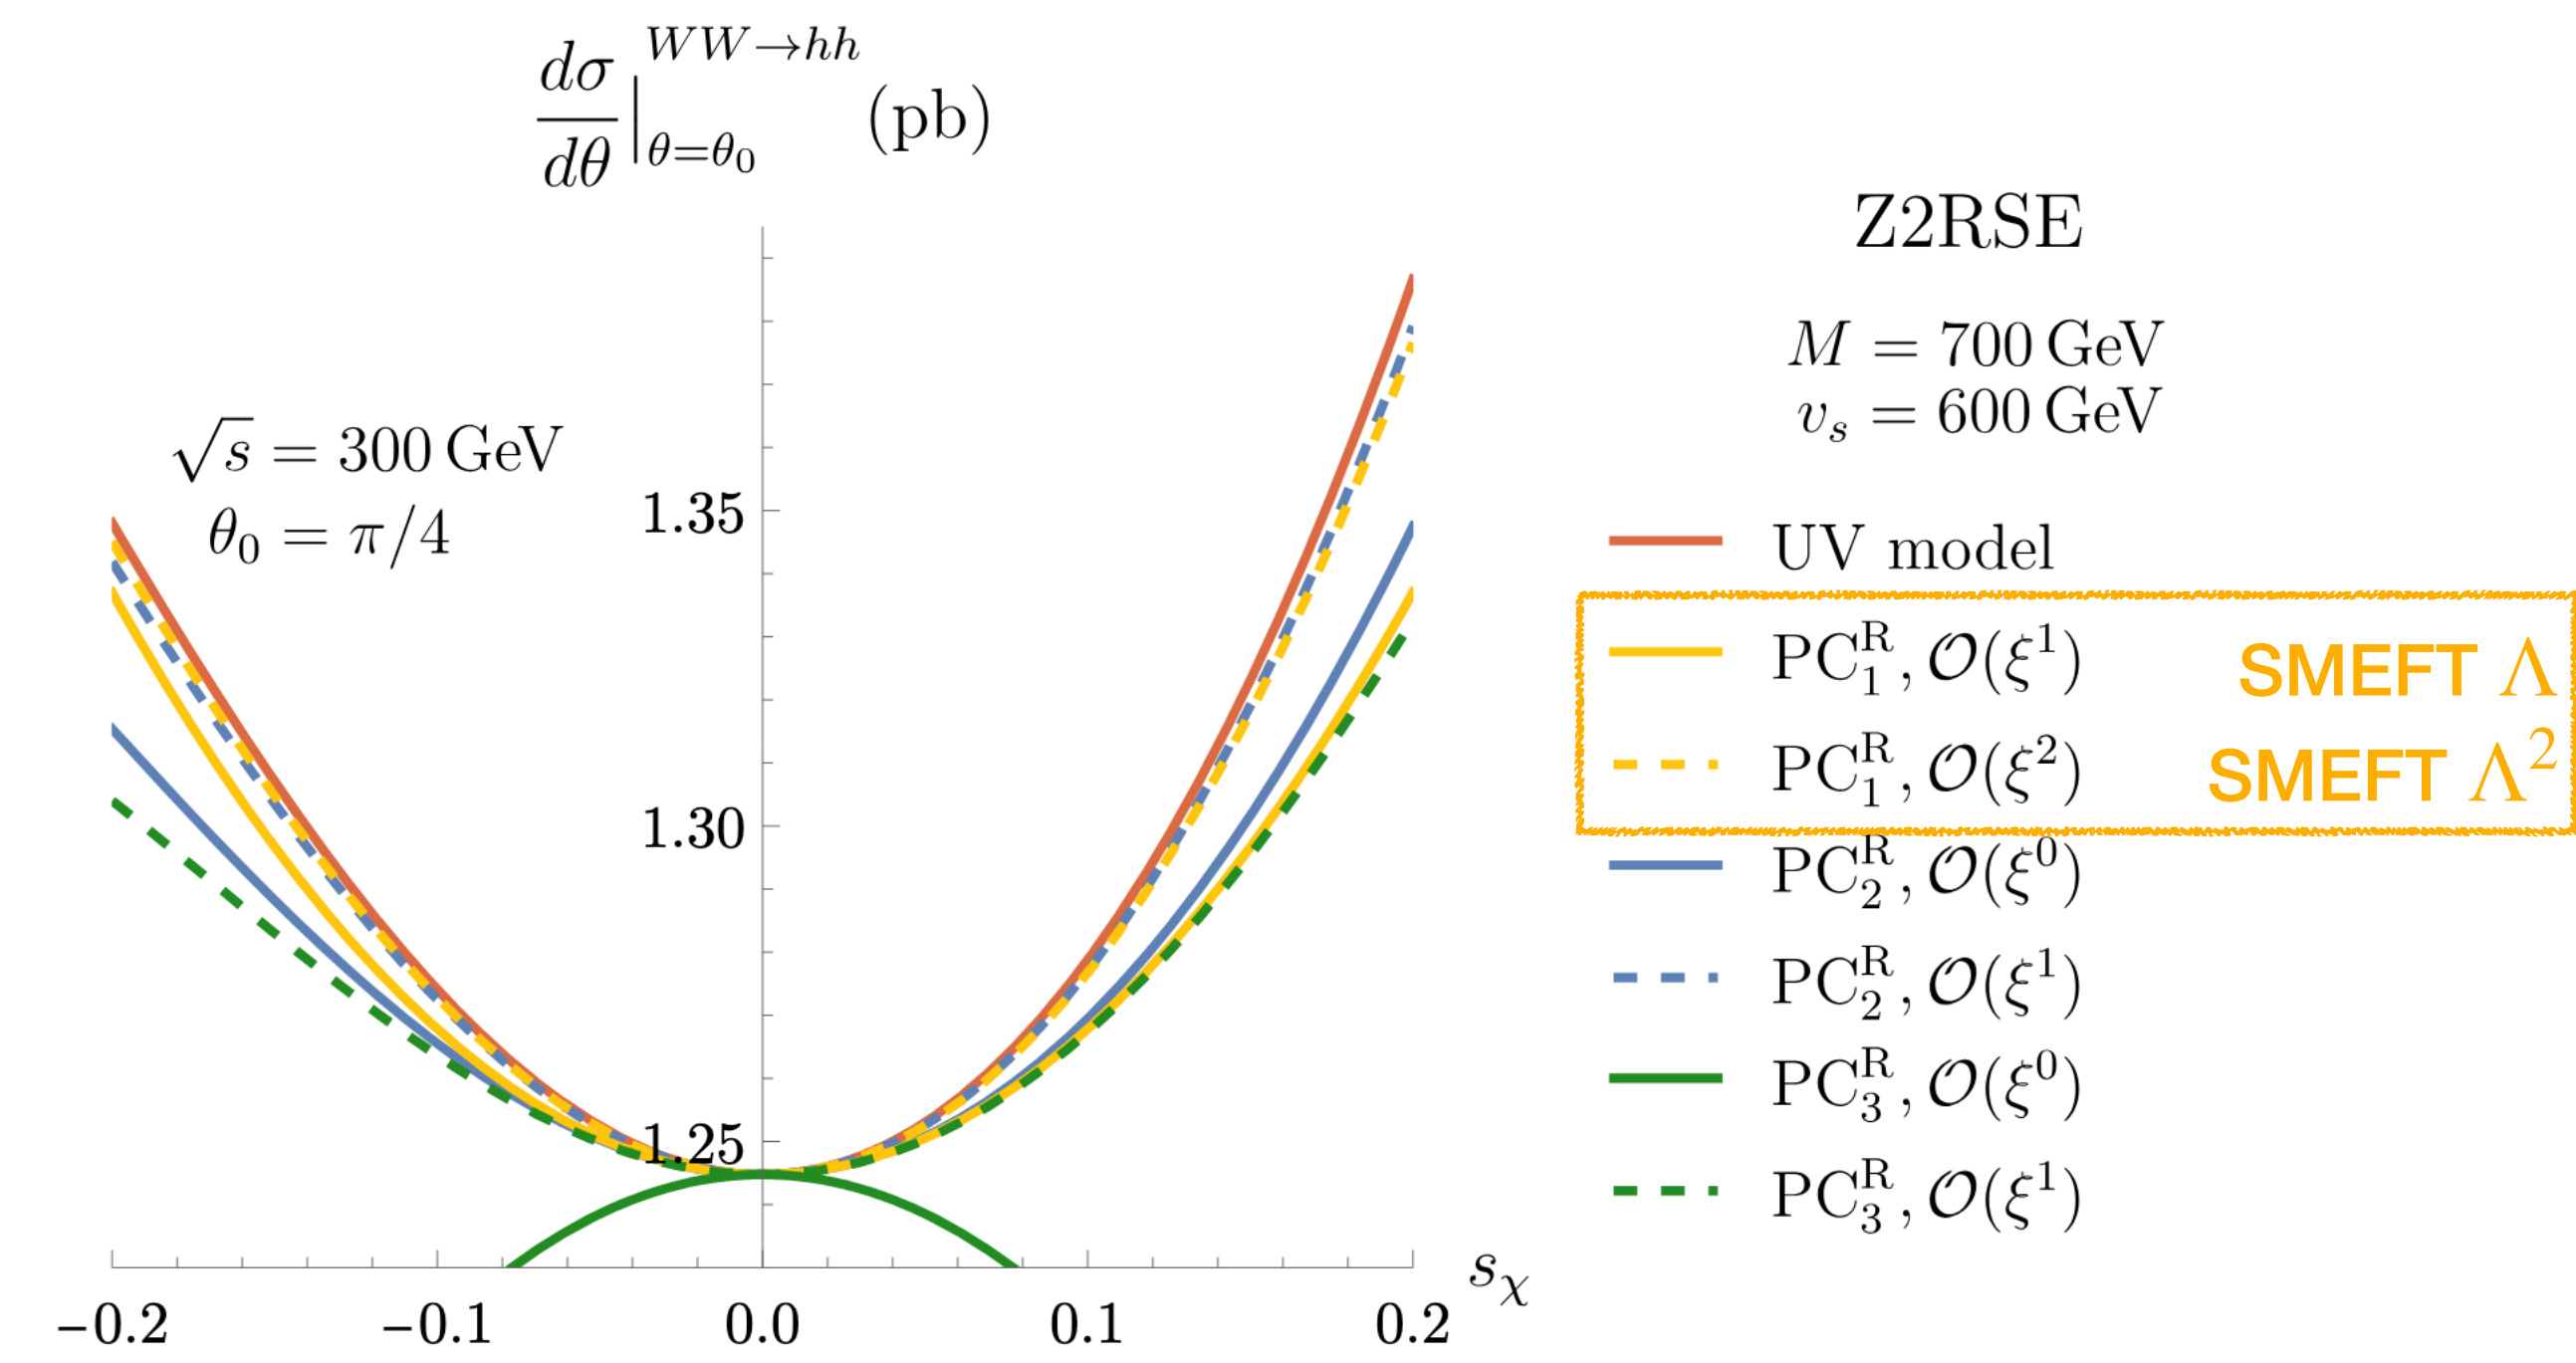 dσ/dθ|_{θ=θ₀}^{WW→hh} (pb)
Z2RSE
M = 700 GeV
v_s = 600 GeV
√s = 300 GeV
θ₀ = π/4
1.35
1.30
1.25
UV model
PC₁ᴿ, 𝒪(ξ¹) SMEFT Λ
PC₁ᴿ, 𝒪(ξ²) SMEFT Λ²
PC₂ᴿ, 𝒪(ξ⁰)
PC₂ᴿ, 𝒪(ξ¹)
PC₃ᴿ, 𝒪(ξ⁰)
PC₃ᴿ, 𝒪(ξ¹)
s_χ
−0.2 −0.1 0.0 0.1 0.2